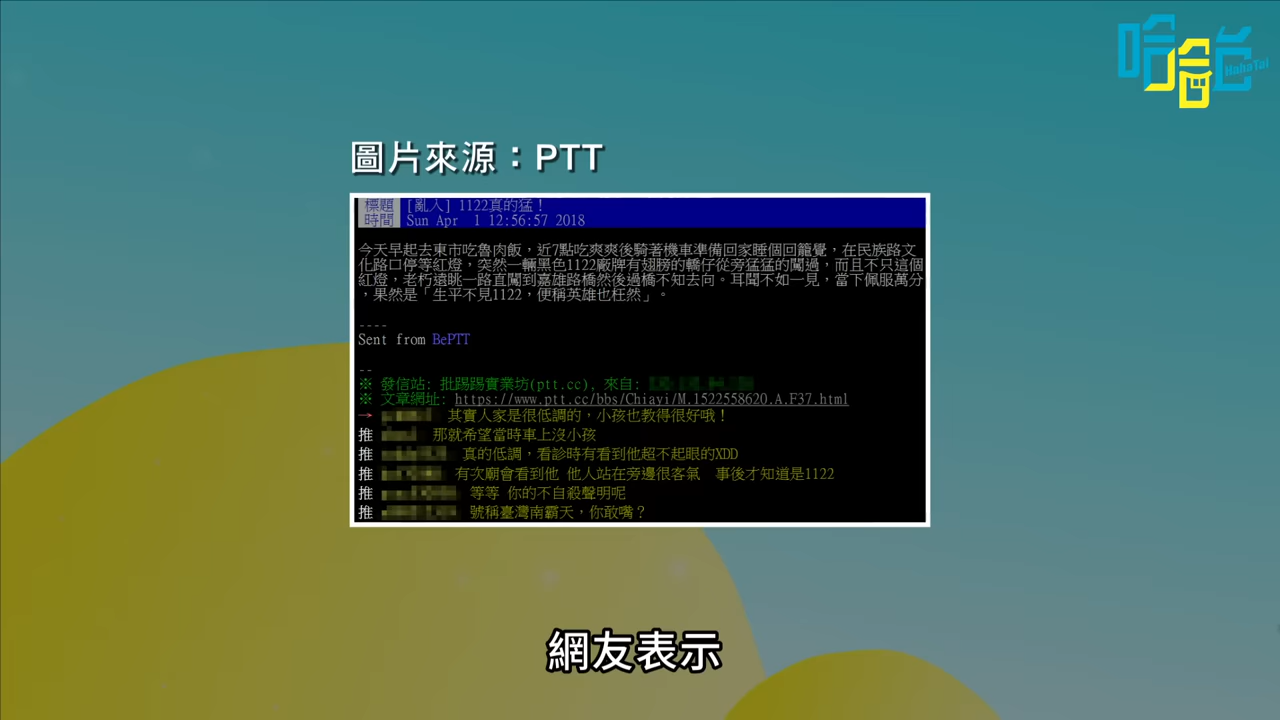 哈哈台
HahaTai
圖片來源：PTT
標題 [亂入] 1122真的猛！
時間 Sun Apr  1 12:56:57 2018
今天早起去東市吃魯肉飯，近7點吃爽爽後騎著機車準備回家睡個回籠覺，在民族路文
化路口停等紅燈，突然一輛黑色1122廠牌有翅膀的轎仔從旁猛猛的闖過，而且不只這個
紅燈，老朽遠眺一路直闖到嘉雄路橋然後過橋不知去向。耳聞不如一見，當下佩服萬分
，果然是「生平不見1122，便稱英雄也枉然」。
----
Sent from BePTT
--
※ 發信站: 批踢踢實業坊(ptt.cc), 來自:
※ 文章網址: https://www.ptt.cc/bbs/Chiayi/M.1522558620.A.F37.html
→ 其實人家是很低調的，小孩也教得很好哦！
推 那就希望當時車上沒小孩
推 真的低調，看診時有看到他超不起眼的XDD
推 有次廟會看到他 他人站在旁邊很客氣 事後才知道是1122
推 等等 你的不自殺聲明呢
推 號稱臺灣南霸天，你敢嘴？
網友表示